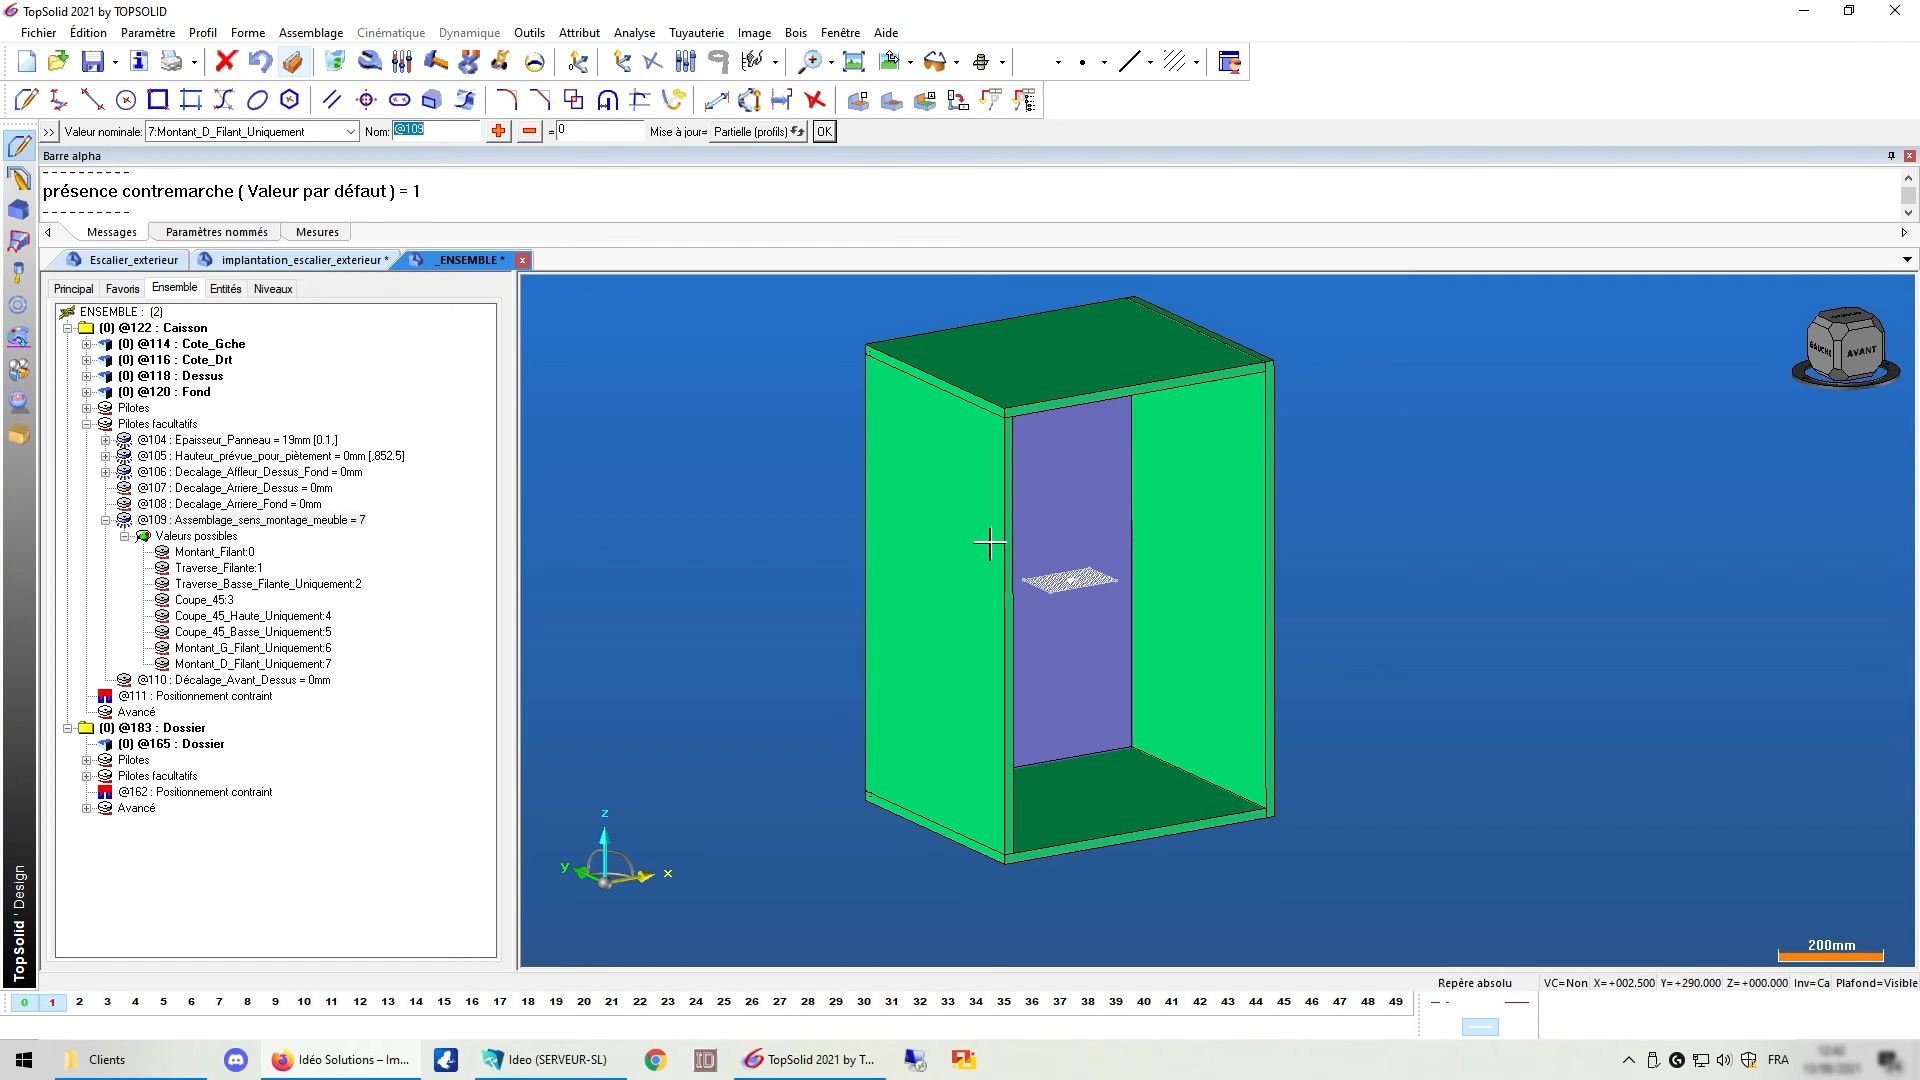 TopSolid 2021 by TOPSOLID
Fichier Édition Paramètre Profil Forme Assemblage Cinématique Dynamique Outils Attribut Analyse Tuyauterie Image Bois Fenêtre Aide
>> Valeur nominale: 7:Montant_D_Filant_Uniquement Nom: @109 =0 Mise à jour= Partielle (profils) OK
Barre alpha
----------
présence contremarche ( Valeur par défaut ) = 1
----------
Messages Paramètres nommés Mesures
Escalier_exterieur implantation_escalier_exterieur * _ENSEMBLE *
Principal Favoris Ensemble Entités Niveaux
ENSEMBLE : (2)
(0) @122 : Caisson
(0) @114 : Cote_Gche
(0) @116 : Cote_Drt
(0) @118 : Dessus
(0) @120 : Fond
Pilotes
Pilotes facultatifs
@104 : Epaisseur_Panneau = 19mm [0.1,]
@105 : Hauteur_prévue_pour_piètement = 0mm [,852.5]
@106 : Decalage_Affleur_Dessus_Fond = 0mm
@107 : Decalage_Arriere_Dessus = 0mm
@108 : Decalage_Arriere_Fond = 0mm
@109 : Assemblage_sens_montage_meuble = 7
Valeurs possibles
Montant_Filant:0
Traverse_Filante:1
Traverse_Basse_Filante_Uniquement:2
Coupe_45:3
Coupe_45_Haute_Uniquement:4
Coupe_45_Basse_Uniquement:5
Montant_G_Filant_Uniquement:6
Montant_D_Filant_Uniquement:7
@110 : Décalage_Avant_Dessus = 0mm
@111 : Positionnement contraint
Avancé
(0) @183 : Dossier
(0) @165 : Dossier
Pilotes
Pilotes facultatifs
@162 : Positionnement contraint
Avancé
GAUCHE AVANT
z
y
x
200mm
TopSolid ' Design
Repère absolu VC=Non X=+002.500 Y=+290.000 Z=+000.000 Inv=Ca Plafond=Visible
0 1 2 3 4 5 6 7 8 9 10 11 12 13 14 15 16 17 18 19 20 21 22 23 24 25 26 27 28 29 30 31 32 33 34 35 36 37 38 39 40 41 42 43 44 45 46 47 48 49
Clients Idéo Solutions – Im... Ideo (SERVEUR-SL) TopSolid 2021 by T... FRA